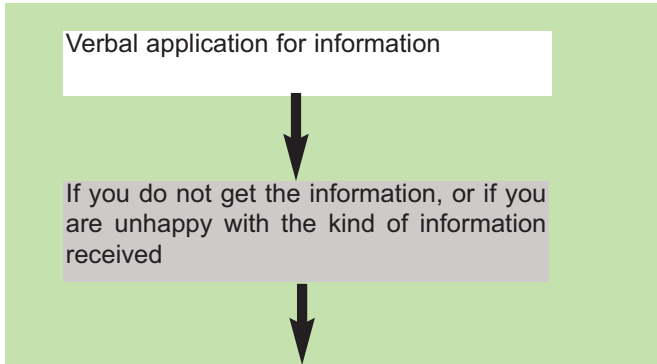 Verbal application for information
If you do not get the information, or if you
are unhappy with the kind of information
received